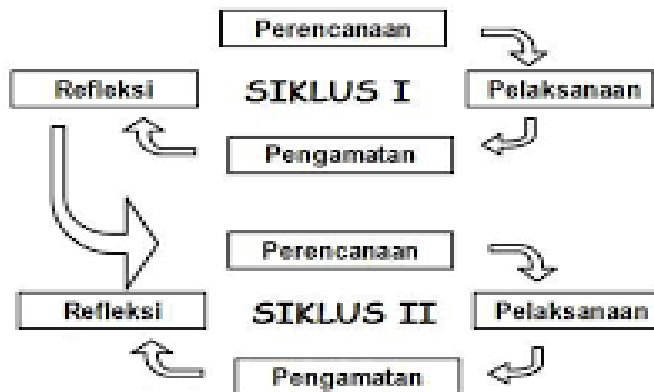 Perencanaan
Refleksi SIKLUS I Pelaksanaan
Pengamatan
Perencanaan
Refleksi SIKLUS II Pelaksanaan
Pengamatan